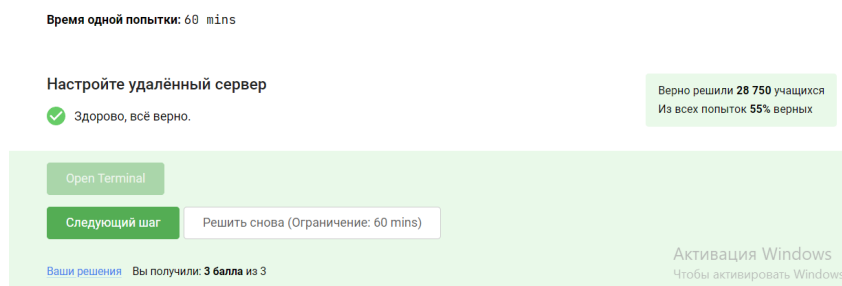 Время одной попытки: 60 mins
Настройте удалённый сервер
Здорово, всё верно.
Верно решили 28 750 учащихся
Из всех попыток 55% верных
Open Terminal
Следующий шаг
Решить снова (Ограничение: 60 mins)
Ваши решения Вы получили: 3 балла из 3
Активация Windows
Чтобы активировать Windows